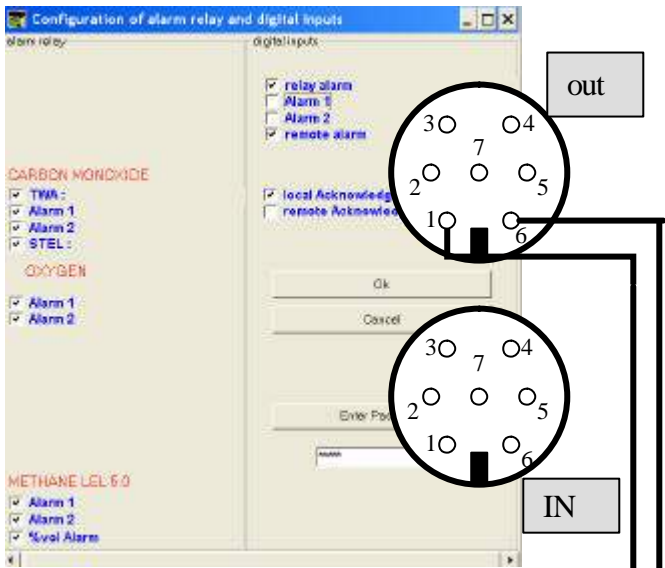 Configuration of alarm relay and digital inputs
alarm relay
digital inputs
relay alarm
Alarm 1
Alarm 2
remote alarm
CARBON MONOXIDE
TWA :
Alarm 1
Alarm 2
STEL :
local Acknowledg
remote Acknowled
OXYGEN
Alarm 1
Alarm 2
Ok
Cancel
Enter Pa
METHANE LEL 5.0
Alarm 1
Alarm 2
%vol Alarm
out
3 4
7
2 5
1 6
3 4
7
2 5
1 6
IN